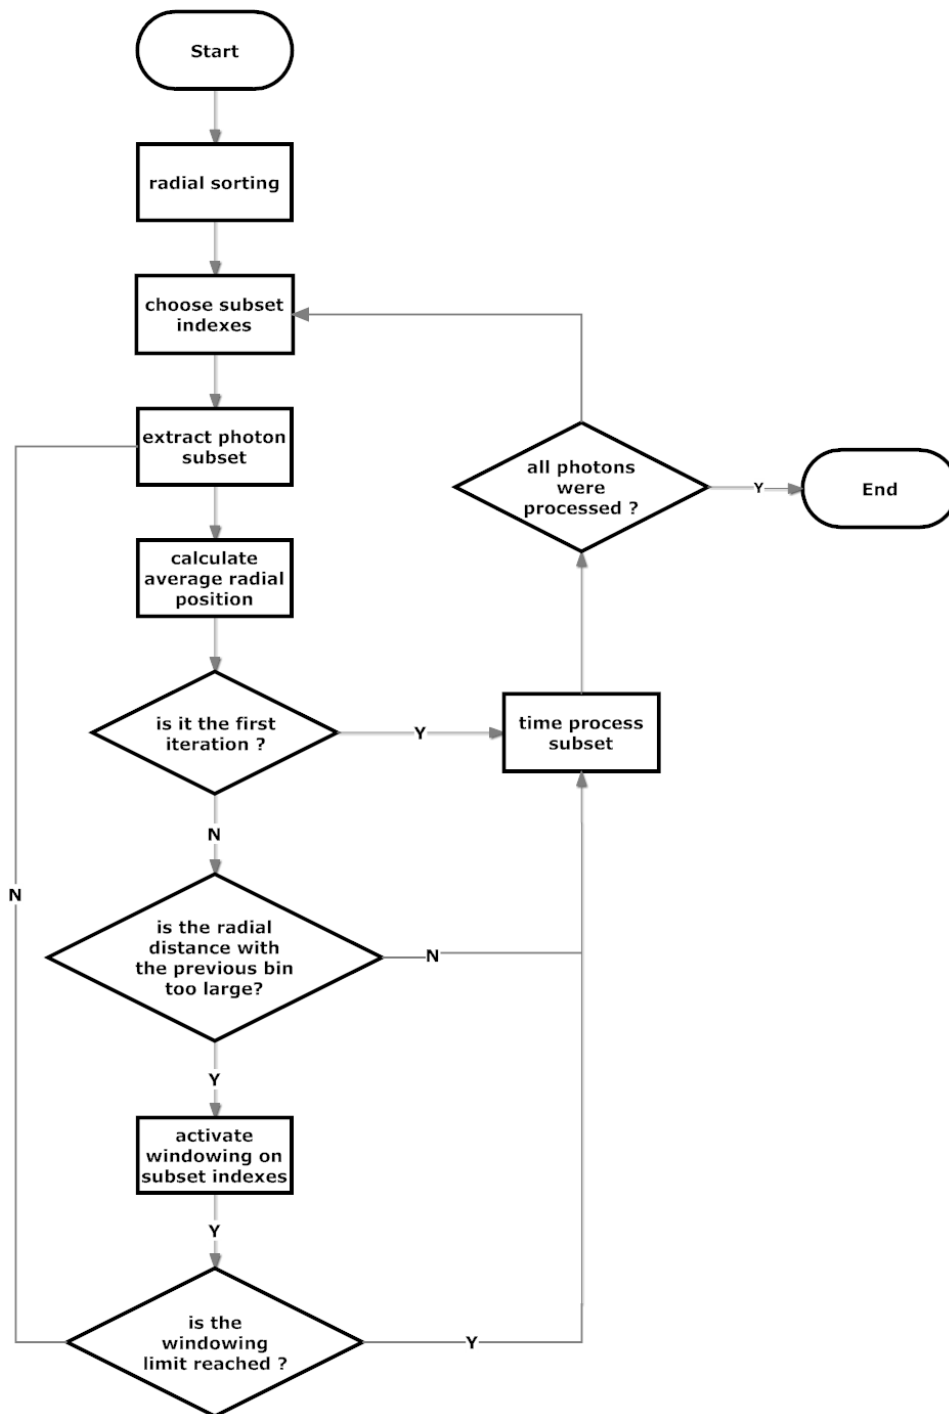 Start
radial sorting
choose subset
indexes
extract photon
subset
all photons
were
processed ?
Y
End
calculate
average radial
position
is it the first
iteration ?
Y
time process
subset
N
N
is the radial
distance with
the previous bin
too large?
N
Y
activate
windowing on
subset indexes
Y
is the
windowing
limit reached ?
Y